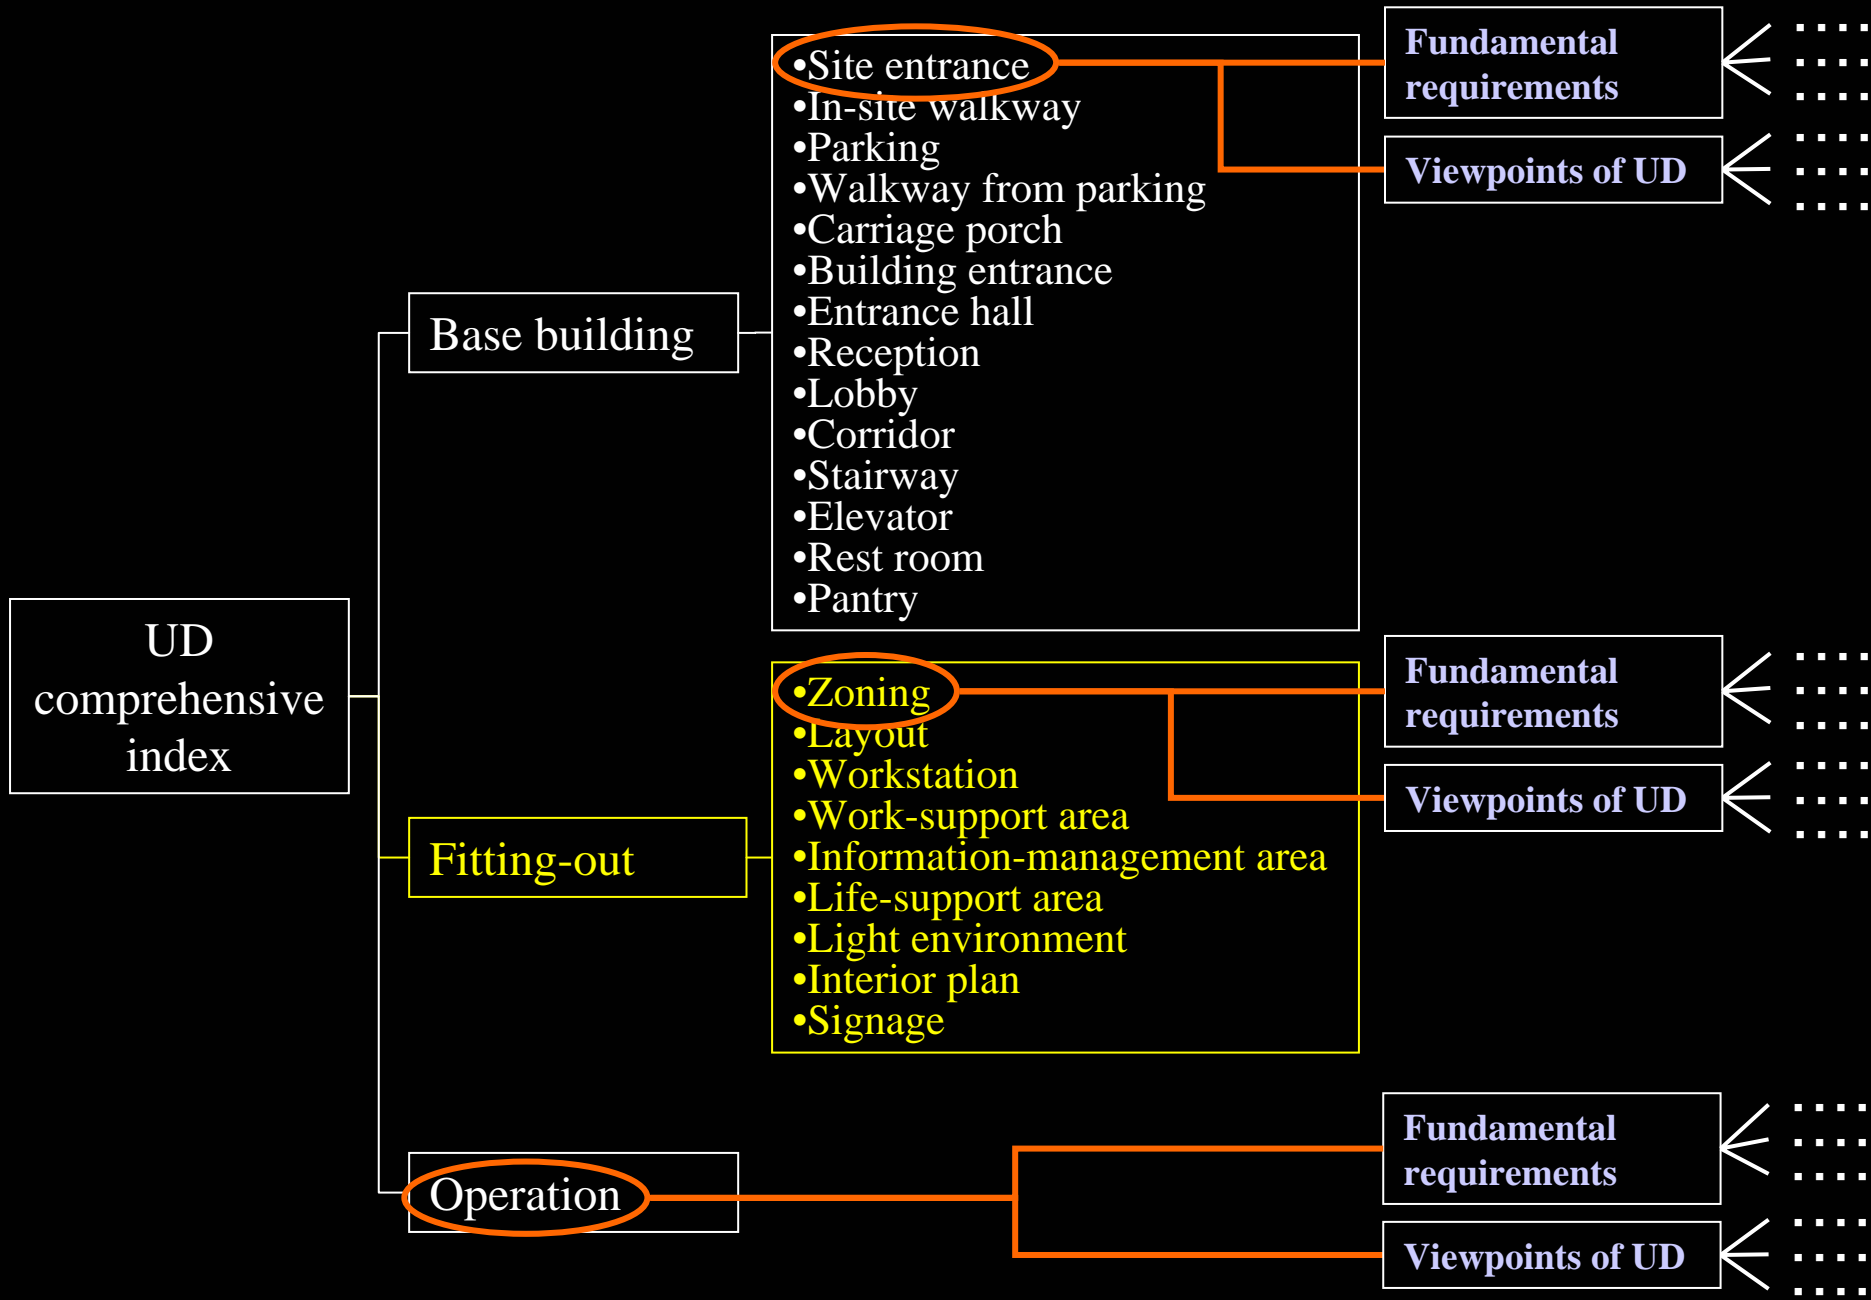 UD
comprehensive
index
Base building
•Site entrance
•In-site walkway
•Parking
•Walkway from parking
•Carriage porch
•Building entrance
•Entrance hall
•Reception
•Lobby
•Corridor
•Stairway
•Elevator
•Rest room
•Pantry
Fundamental
requirements
Viewpoints of UD
Fitting-out
•Zoning
•Layout
•Workstation
•Work-support area
•Information-management area
•Life-support area
•Light environment
•Interior plan
•Signage
Fundamental
requirements
Viewpoints of UD
Operation
Fundamental
requirements
Viewpoints of UD